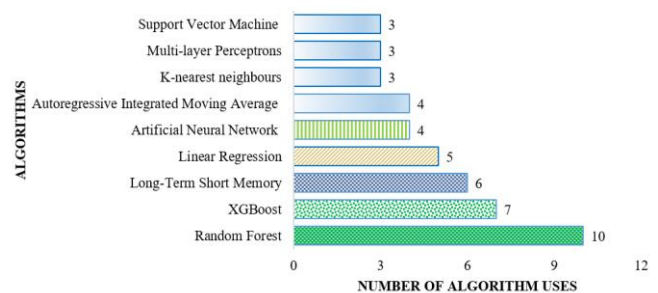 Support Vector Machine 3
Multi-layer Perceptrons 3
K-nearest neighbours 3
Autoregressive Integrated Moving Average 4
Artificial Neural Network 4
Linear Regression 5
Long-Term Short Memory 6
XGBoost 7
Random Forest 10
ALGORITHMS
0 3 6 9 12
NUMBER OF ALGORITHM USES